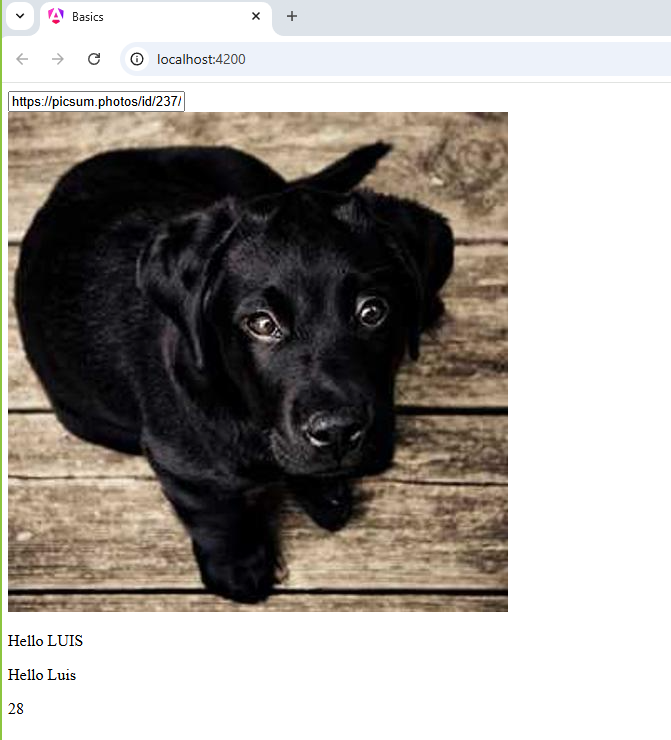 Basics
localhost:4200
https://picsum.photos/id/237/
Hello LUIS
Hello Luis
28